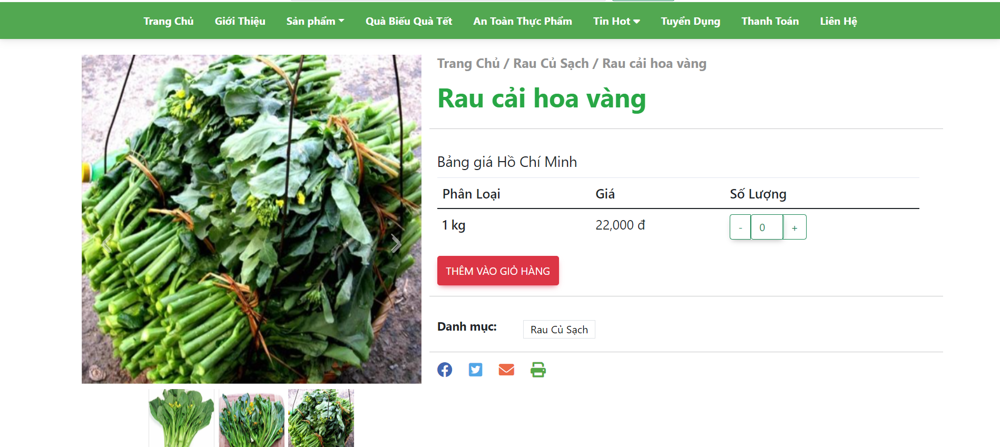 Trang Chủ Giới Thiệu Sản phẩm Quà Biếu Quà Tết An Toàn Thực Phẩm Tin Hot Tuyển Dụng Thanh Toán Liên Hệ
Trang Chủ / Rau Củ Sạch / Rau cải hoa vàng
Rau cải hoa vàng
Bảng giá Hồ Chí Minh
Phân Loại Giá Số Lượng
1 kg 22,000 đ - 0 +
THÊM VÀO GIỎ HÀNG
Danh mục: Rau Củ Sạch